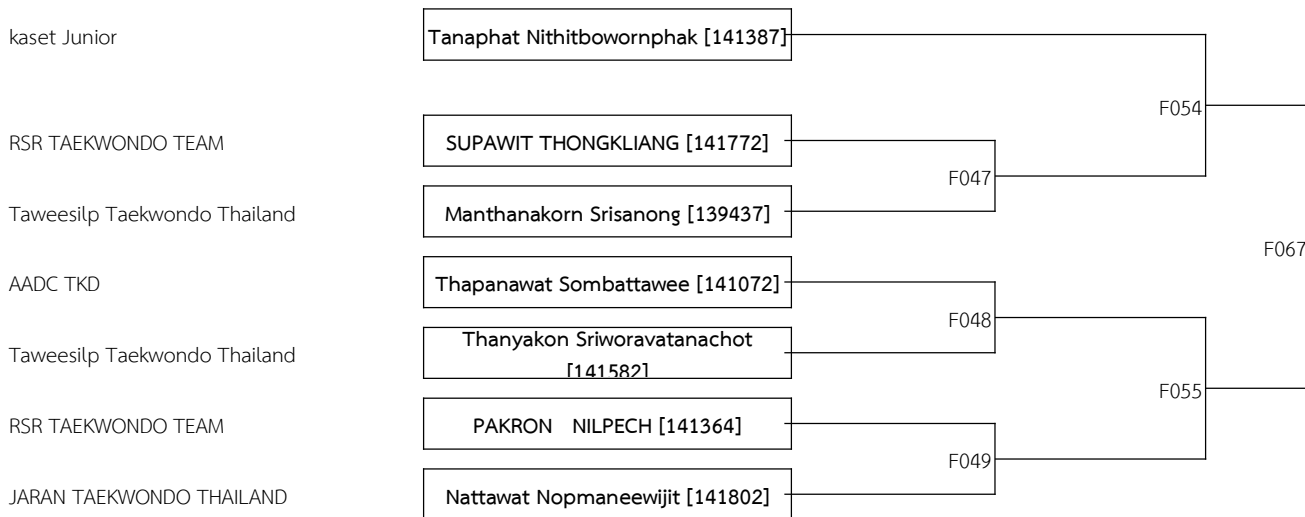 kaset Junior
Tanaphat Nithitbowornphak [141387]
F054
RSR TAEKWONDO TEAM
SUPAWIT THONGKLIANG [141772]
F047
Taweesilp Taekwondo Thailand
Manthanakorn Srisanong [139437]
F067
AADC TKD
Thapanawat Sombattawee [141072]
F048
Taweesilp Taekwondo Thailand
Thanyakon Sriworavatanachot
[141582]
F055
RSR TAEKWONDO TEAM
PAKRON NILPECH [141364]
F049
JARAN TAEKWONDO THAILAND
Nattawat Nopmaneewijit [141802]